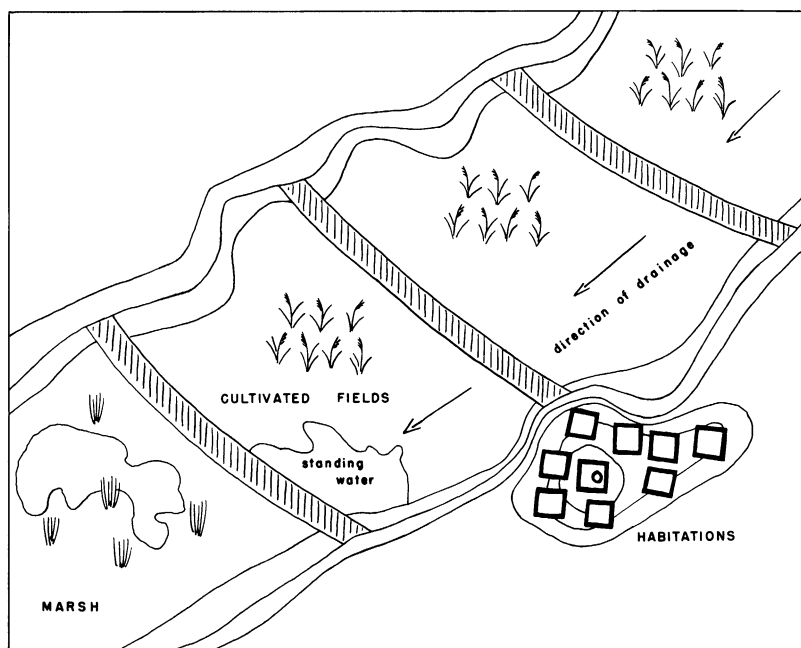 direction of drainage
CULTIVATED FIELDS
standing
water
HABITATIONS
MARSH